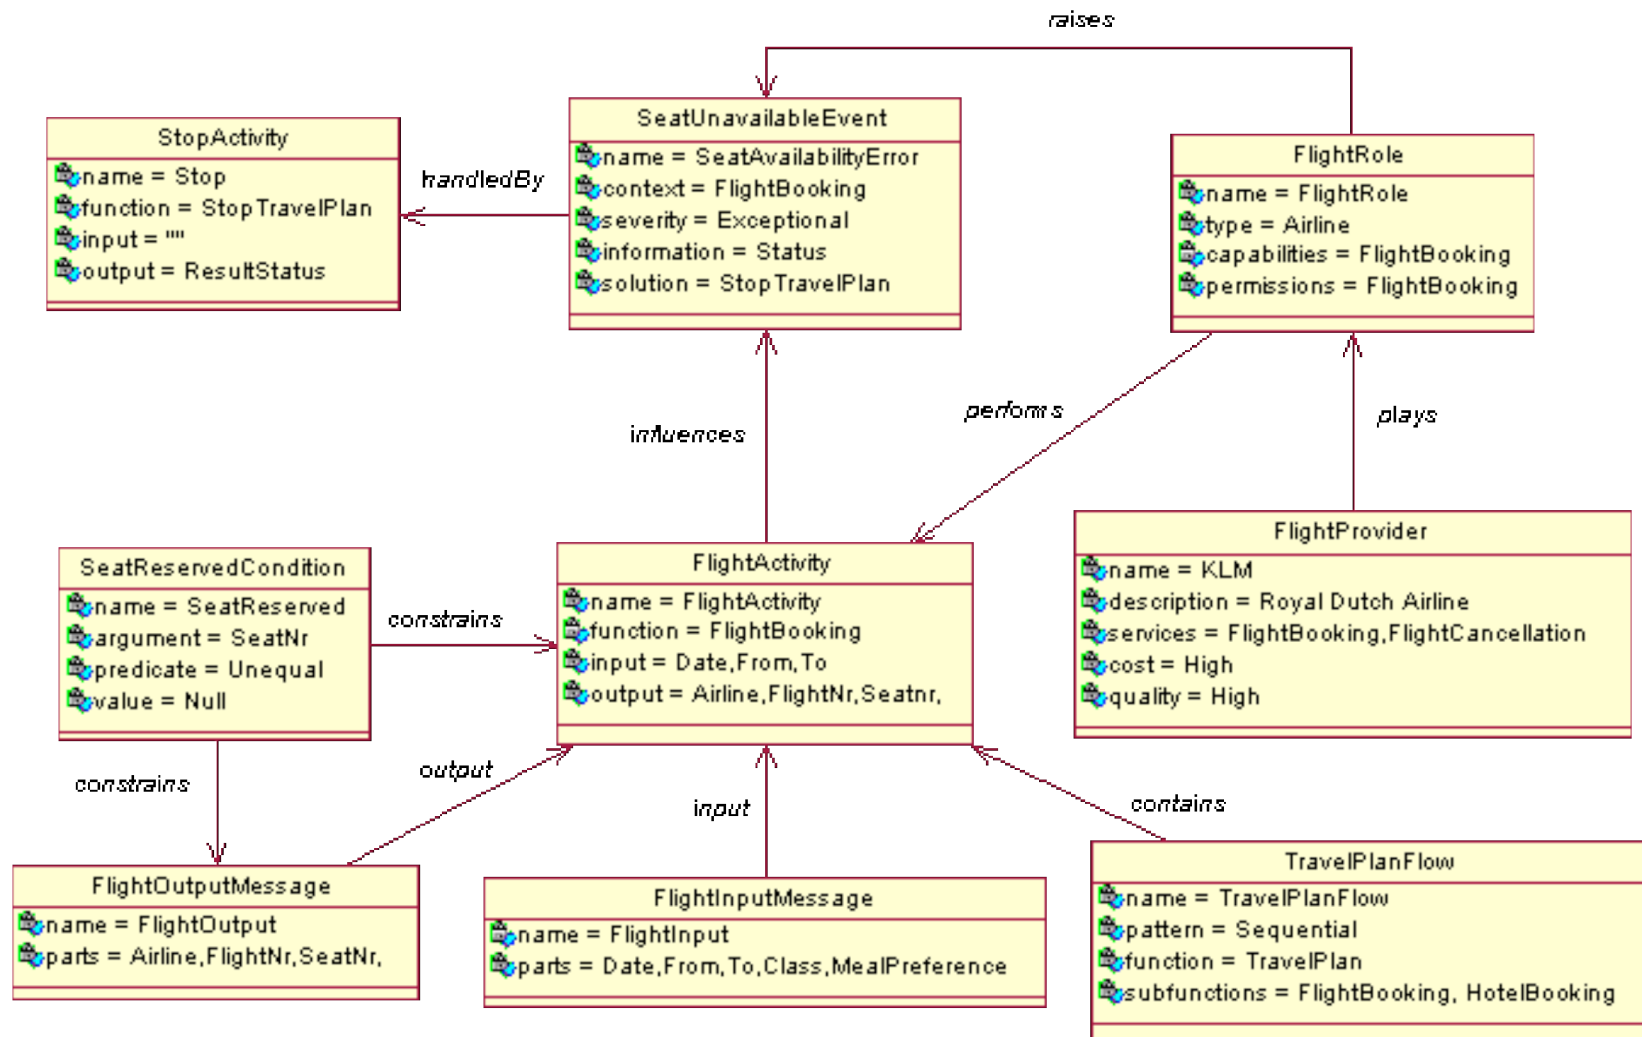 raises
StopActivity
name = Stop
function = StopTravelPlan
input = ""
output = ResultStatus
handledBy
SeatUnavailableEvent
name = SeatAvailabilityError
context = FlightBooking
severity = Exceptional
information = Status
solution = StopTravelPlan
FlightRole
name = FlightRole
type = Airline
capabilities = FlightBooking
permissions = FlightBooking
influences
performs
plays
SeatReservedCondition
name = SeatReserved
argument = SeatNr
predicate = Unequal
value = Null
constrains
FlightActivity
name = FlightActivity
function = FlightBooking
input = Date,From,To
output = Airline,FlightNr,Seatnr,
FlightProvider
name = KLM
description = Royal Dutch Airline
services = FlightBooking,FlightCancellation
cost = High
quality = High
constrains
output
input
contains
FlightOutputMessage
name = FlightOutput
parts = Airline,FlightNr,SeatNr,
FlightInputMessage
name = FlightInput
parts = Date,From,To,Class,MealPreference
TravelPlanFlow
name = TravelPlanFlow
pattern = Sequential
function = TravelPlan
subfunctions = FlightBooking, HotelBooking